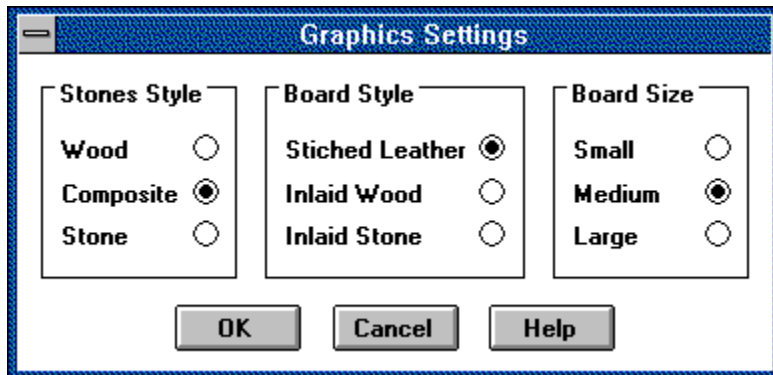 Graphics Settings
Stones Style
Wood
Composite
Stone
Board Style
Stiched Leather
Inlaid Wood
Inlaid Stone
Board Size
Small
Medium
Large
OK
Cancel
Help